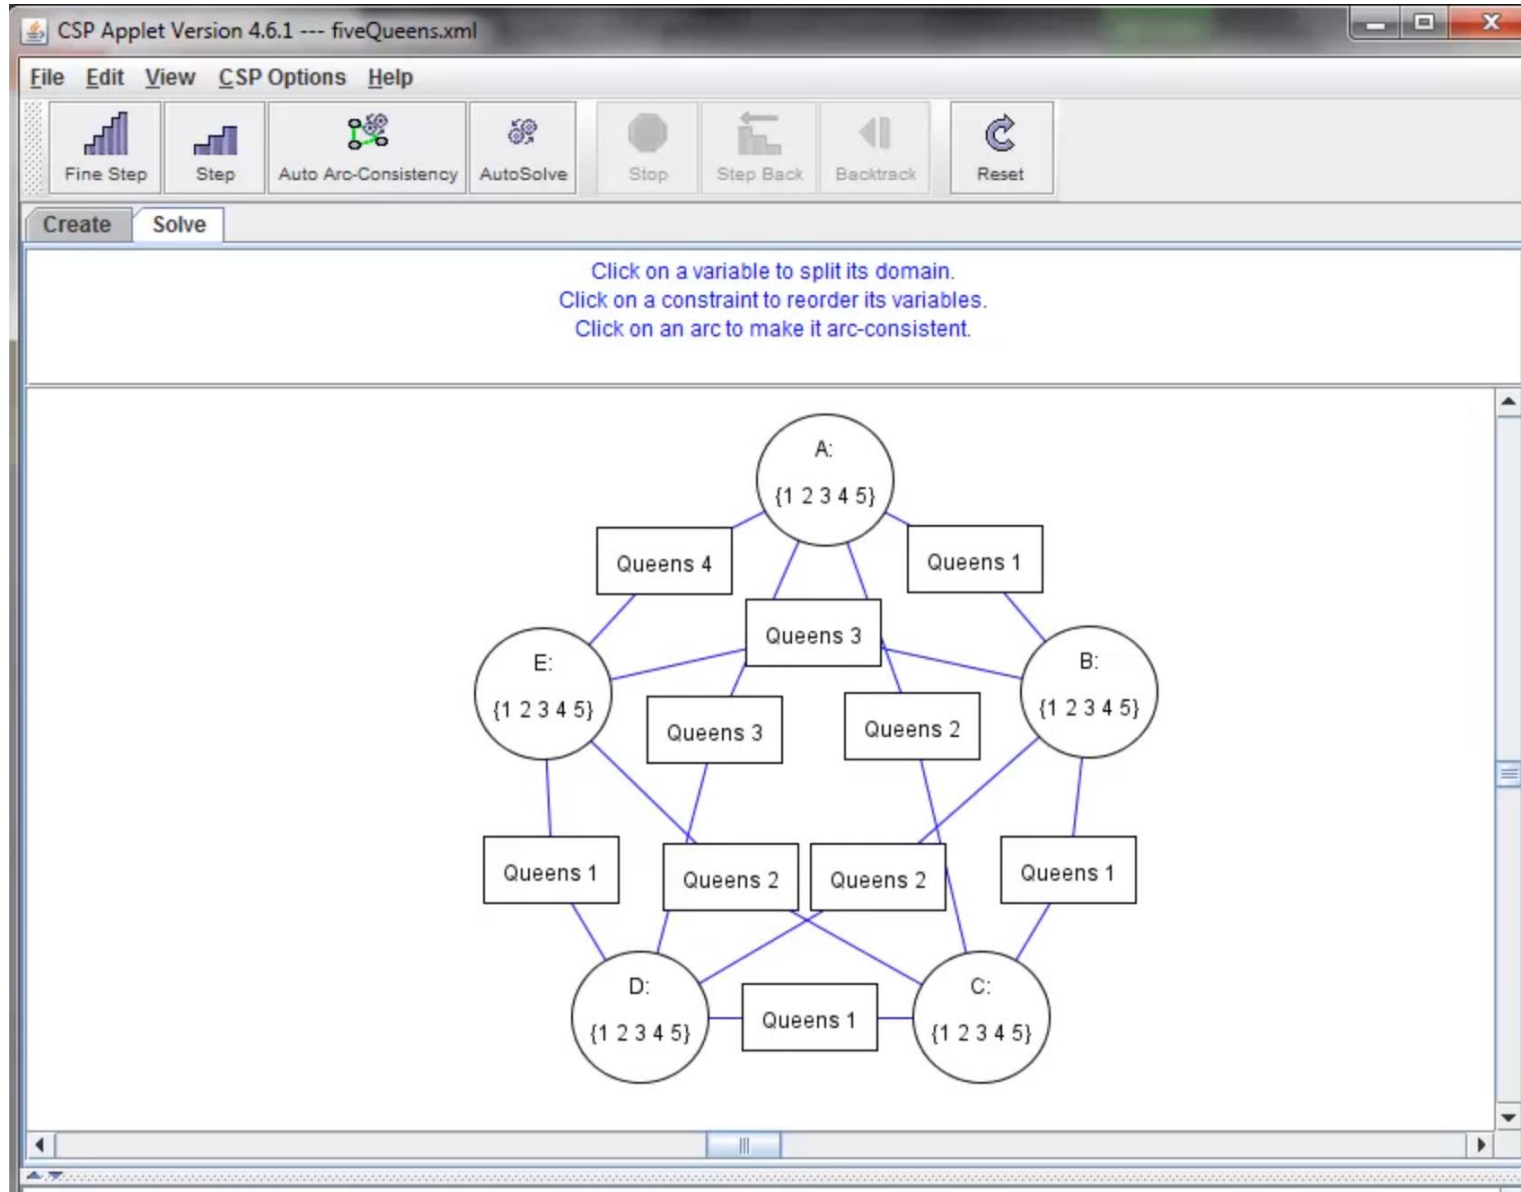 CSP Applet Version 4.6.1 --- fiveQueens.xml
File Edit View CSP Options Help
Fine Step Step Auto Arc-Consistency AutoSolve Stop Step Back Backtrack Reset
Create Solve
Click on a variable to split its domain.
Click on a constraint to reorder its variables.
Click on an arc to make it arc-consistent.
A:
{1 2 3 4 5}
Queens 4
Queens 1
Queens 3
E:
{1 2 3 4 5}
B:
{1 2 3 4 5}
Queens 3
Queens 2
Queens 1
Queens 2
Queens 2
Queens 1
D:
{1 2 3 4 5}
Queens 1
C:
{1 2 3 4 5}